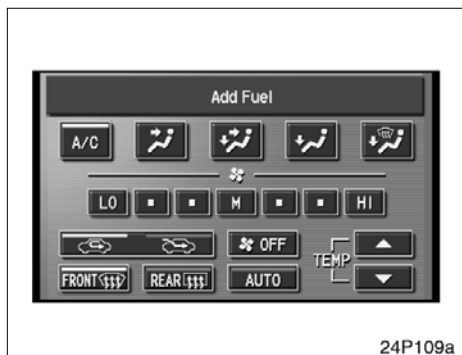 Add Fuel
A/C
LO M HI
OFF
TEMP
FRONT REAR AUTO
24P109a